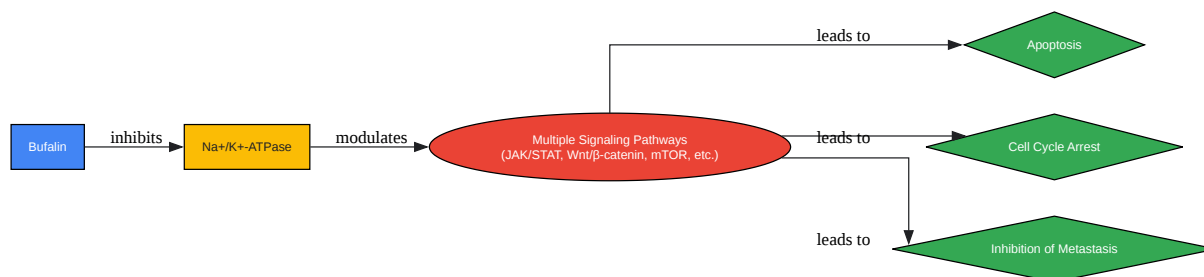 Bufalin
inhibits
Na+/K+-ATPase
modulates
Multiple Signaling Pathways
(JAK/STAT, Wnt/β-catenin, mTOR, etc.)
leads to
Apoptosis
leads to
Cell Cycle Arrest
leads to
Inhibition of Metastasis